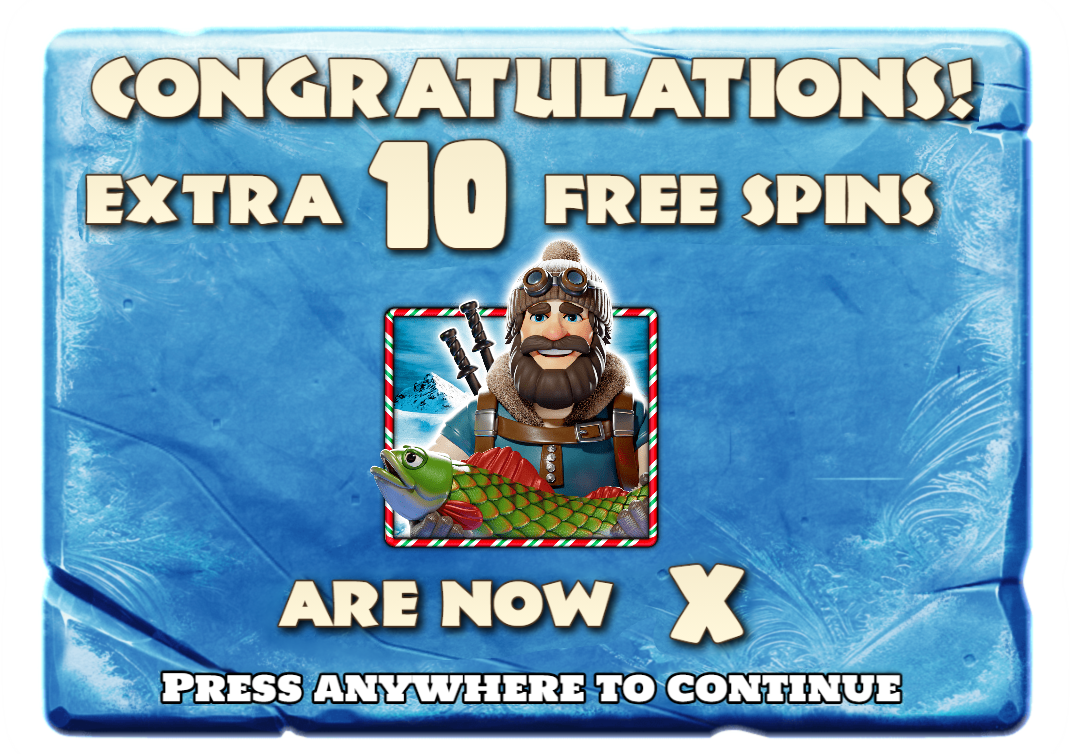 CONGRATULATIONS!
EXTRA 10 FREE SPINS
ARE NOW X
PRESS ANYWHERE TO CONTINUE